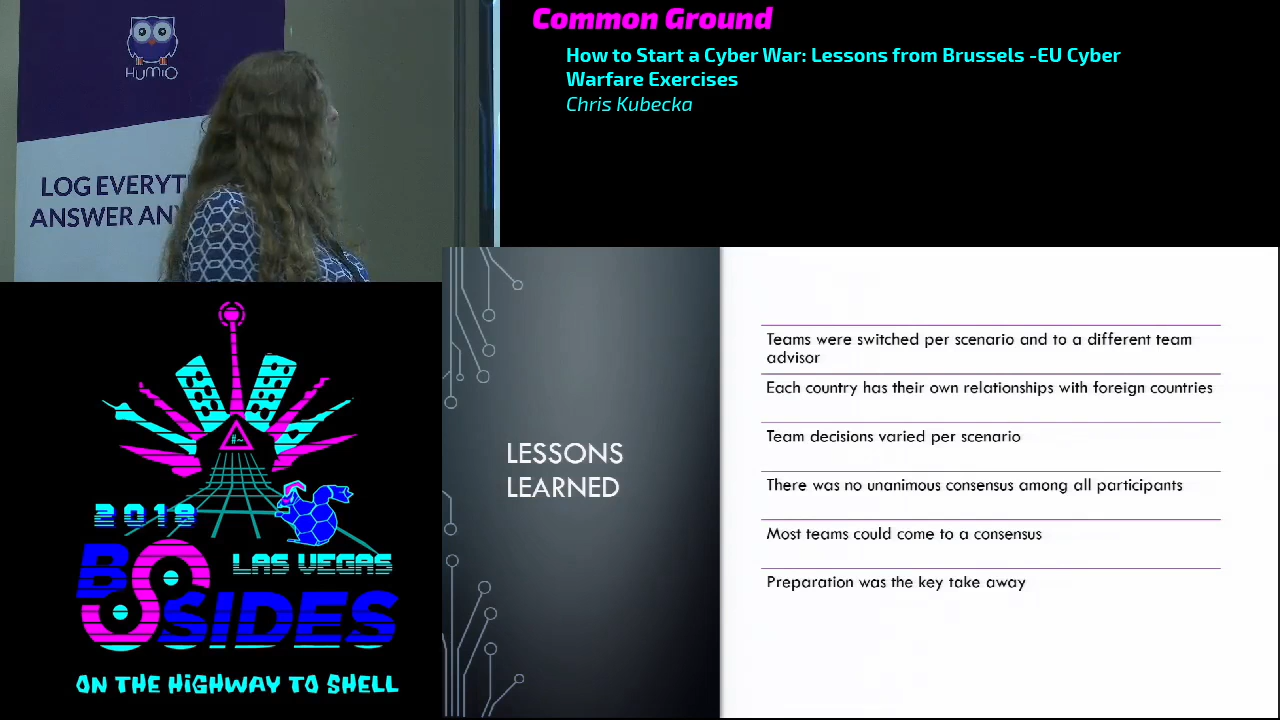 Common Ground
How to Start a Cyber War: Lessons from Brussels -EU Cyber
Warfare Exercises
Chris Kubecka
HUMIO
LOG EVERYT
ANSWER AN
LESSONS
LEARNED
Teams were switched per scenario and to a different team
advisor
Each country has their own relationships with foreign countries
Team decisions varied per scenario
There was no unanimous consensus among all participants
Most teams could come to a consensus
Preparation was the key take away
#~
2019
LAS VEGAS
BSIDES
ON THE HIGHWAY TO SHELL